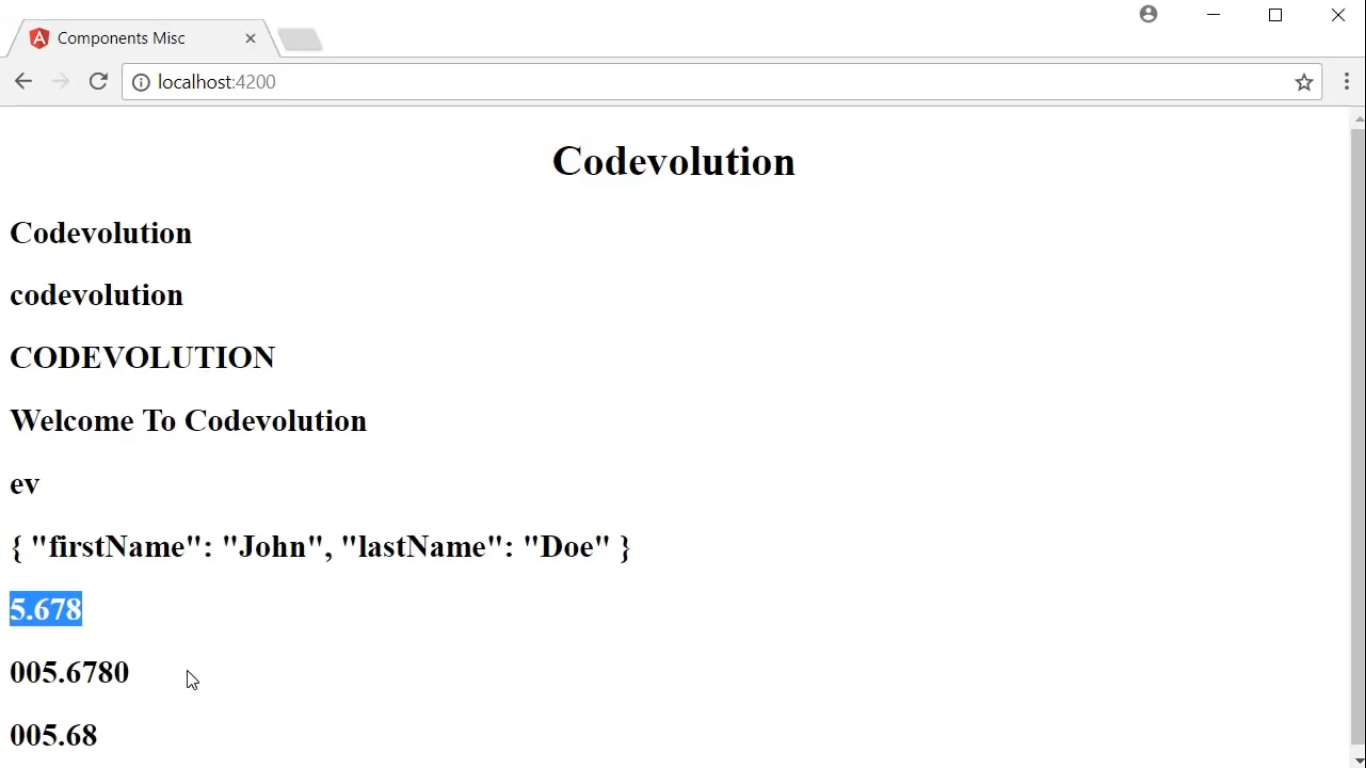 Components Misc
localhost:4200
Codevolution
Codevolution
codevolution
CODEVOLUTION
Welcome To Codevolution
ev
{ "firstName": "John", "lastName": "Doe" }
5.678
005.6780
005.68